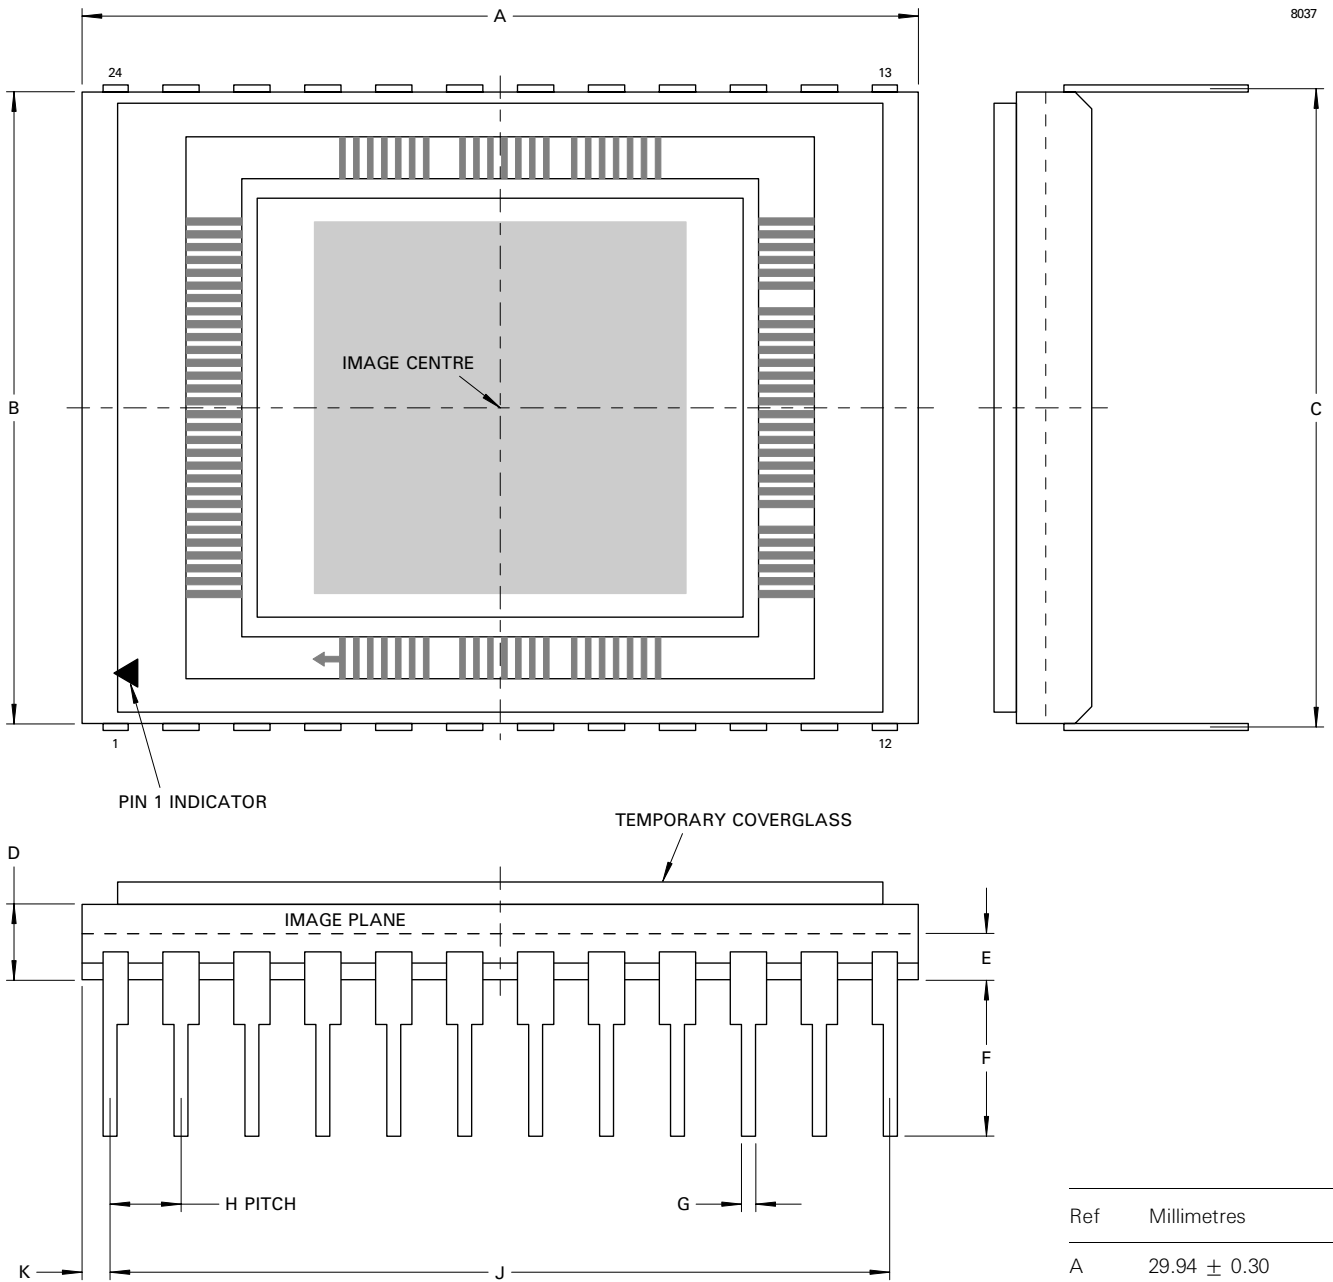 A
8037
24
13
IMAGE CENTRE
B
C
1
12
PIN 1 INDICATOR
TEMPORARY COVERGLASS
D
IMAGE PLANE
E
F
H PITCH
G
Ref Millimetres
K
J
A 29.94 ± 0.30